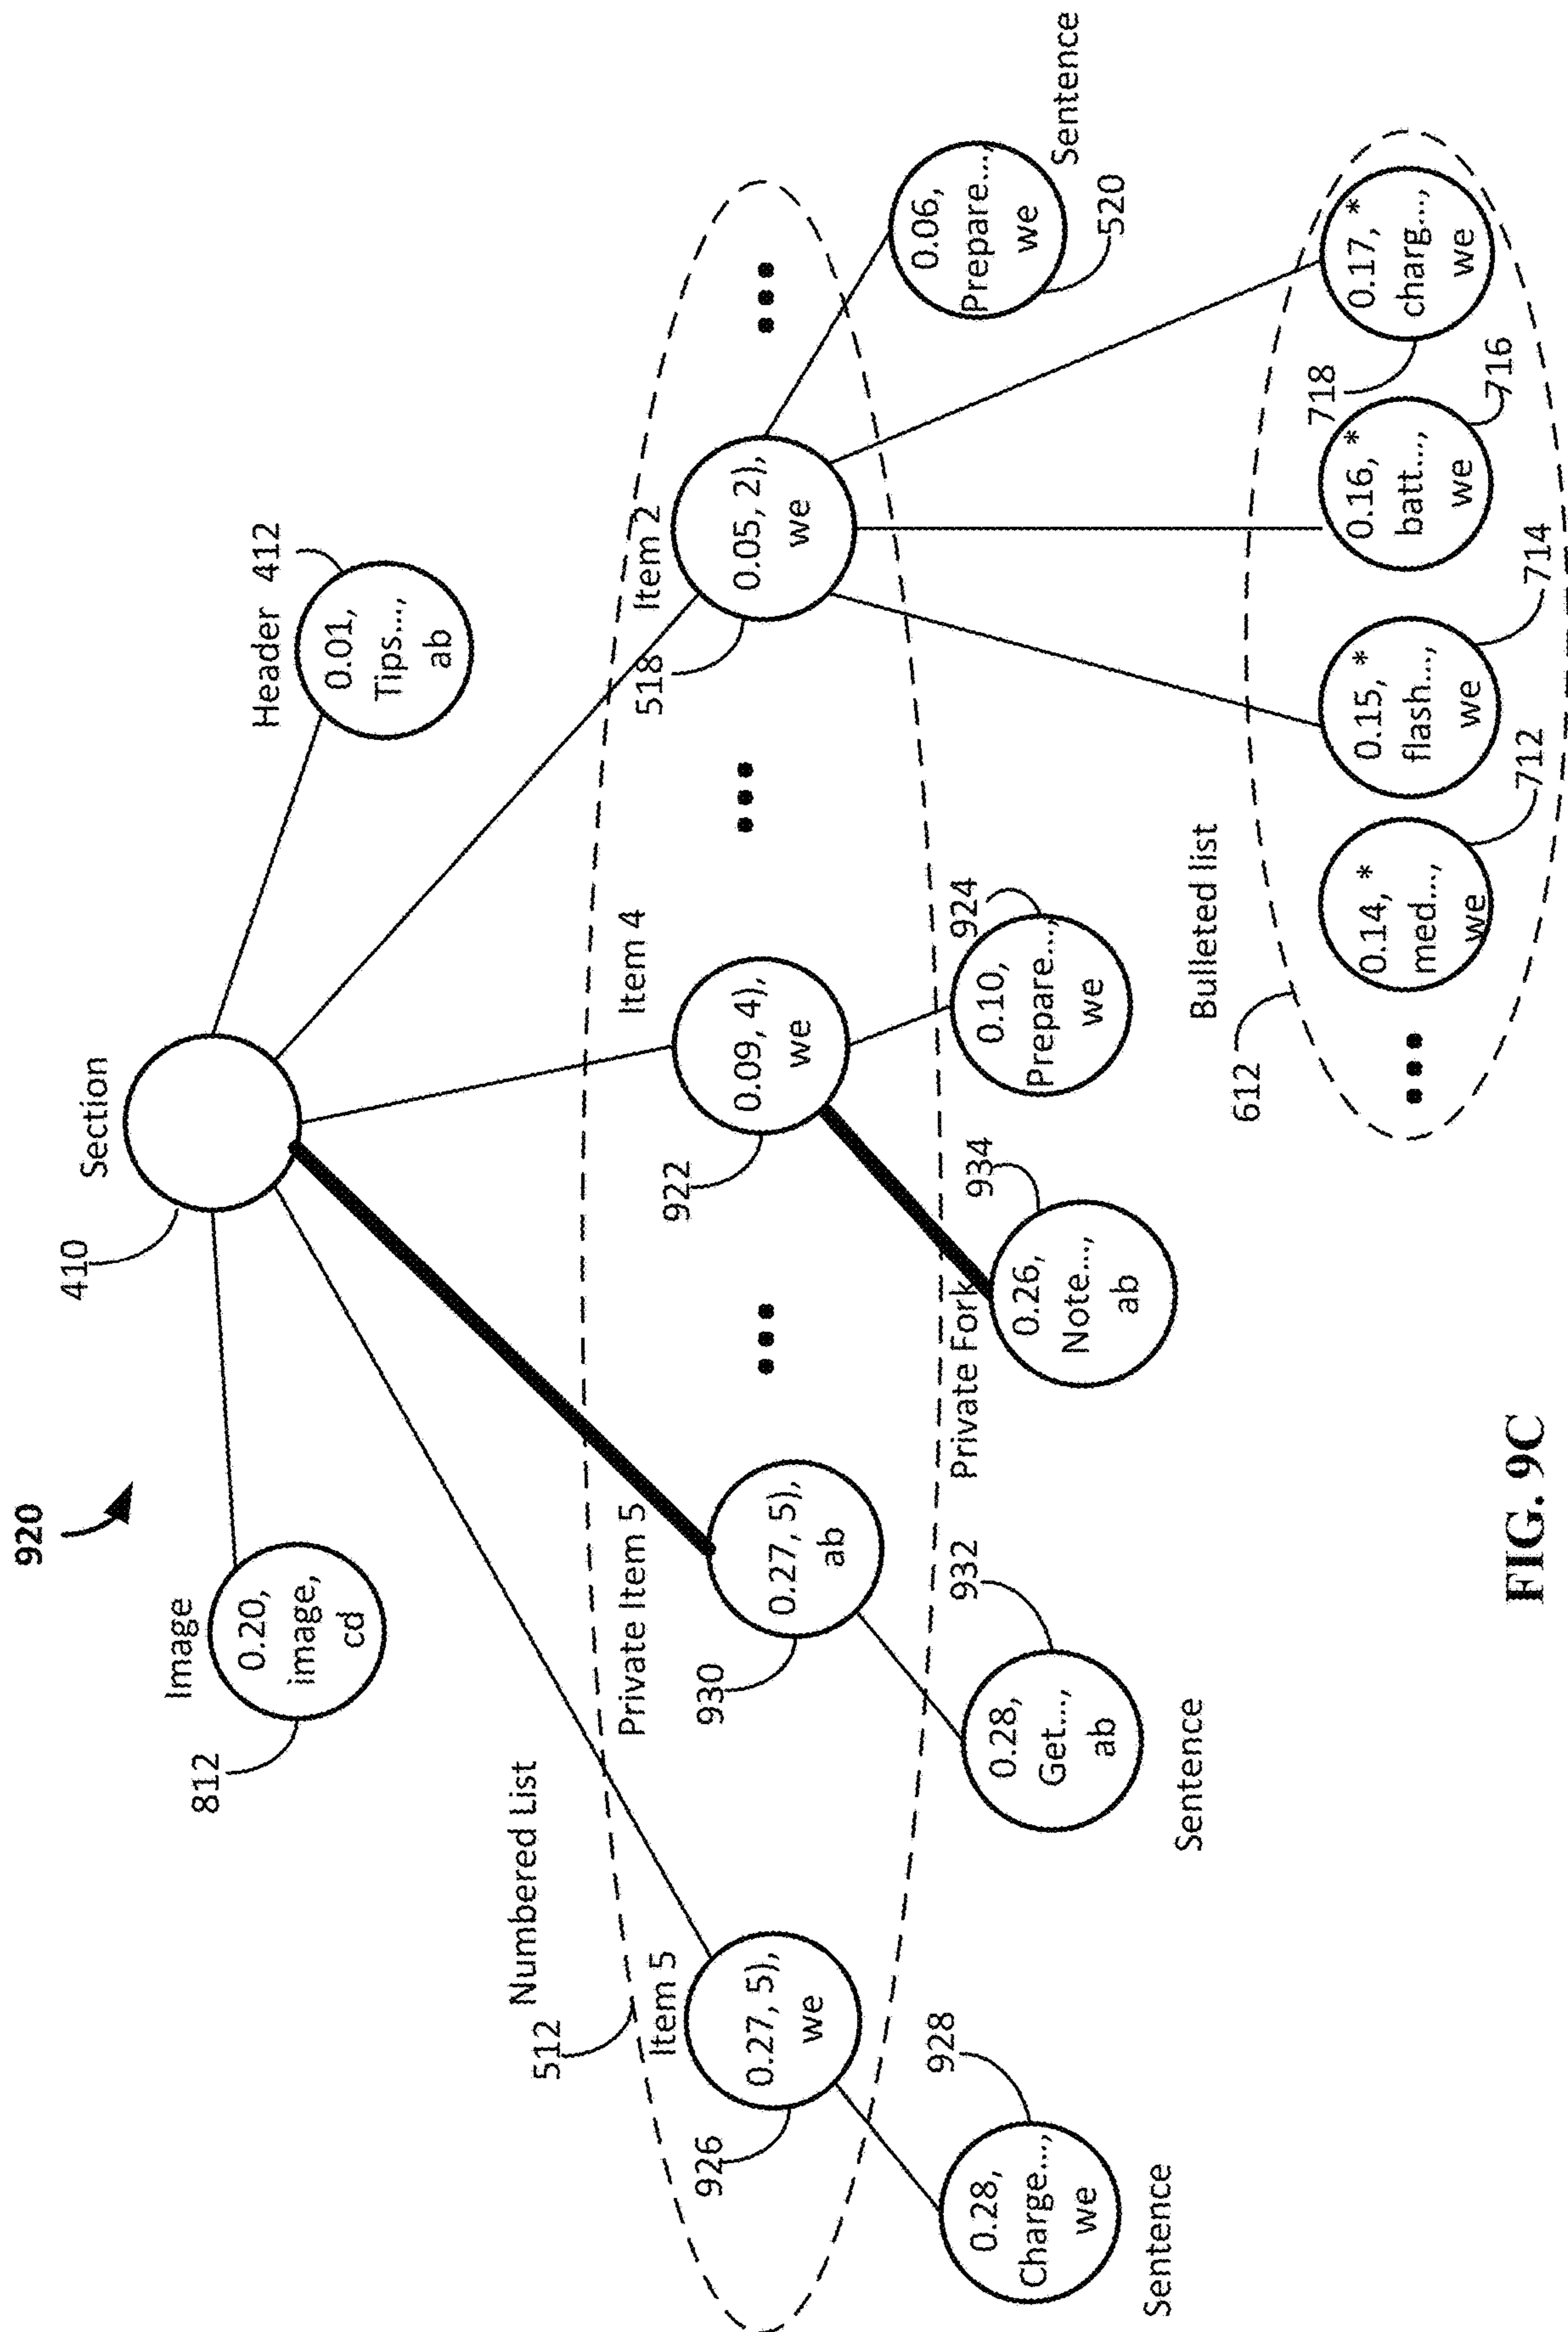 920
Section
410
Image
0.20,
image,
cd
812
Header 412
0.01,
Tips...,
ab
Numbered List
512
Item 5
0.27, 5),
we
926
Private Item 5
0.27, 5),
ab
930
Item 4
0.09, 4),
we
922
Item 2
0.05, 2),
we
518
0.28,
Charge...,
we
928
Sentence
0.28,
Get...,
ab
932
Sentence
Private Fork
0.26,
Note...,
ab
934
0.10,
Prepare...,
we
924
0.06,
Prepare...,
we
520
Sentence
Bulleted list
612
0.14, *
med...,
we
712
0.15, *
flash...,
we
714
0.16, *
batt...,
we
716
0.17, *
charg...,
we
718
FIG. 9C